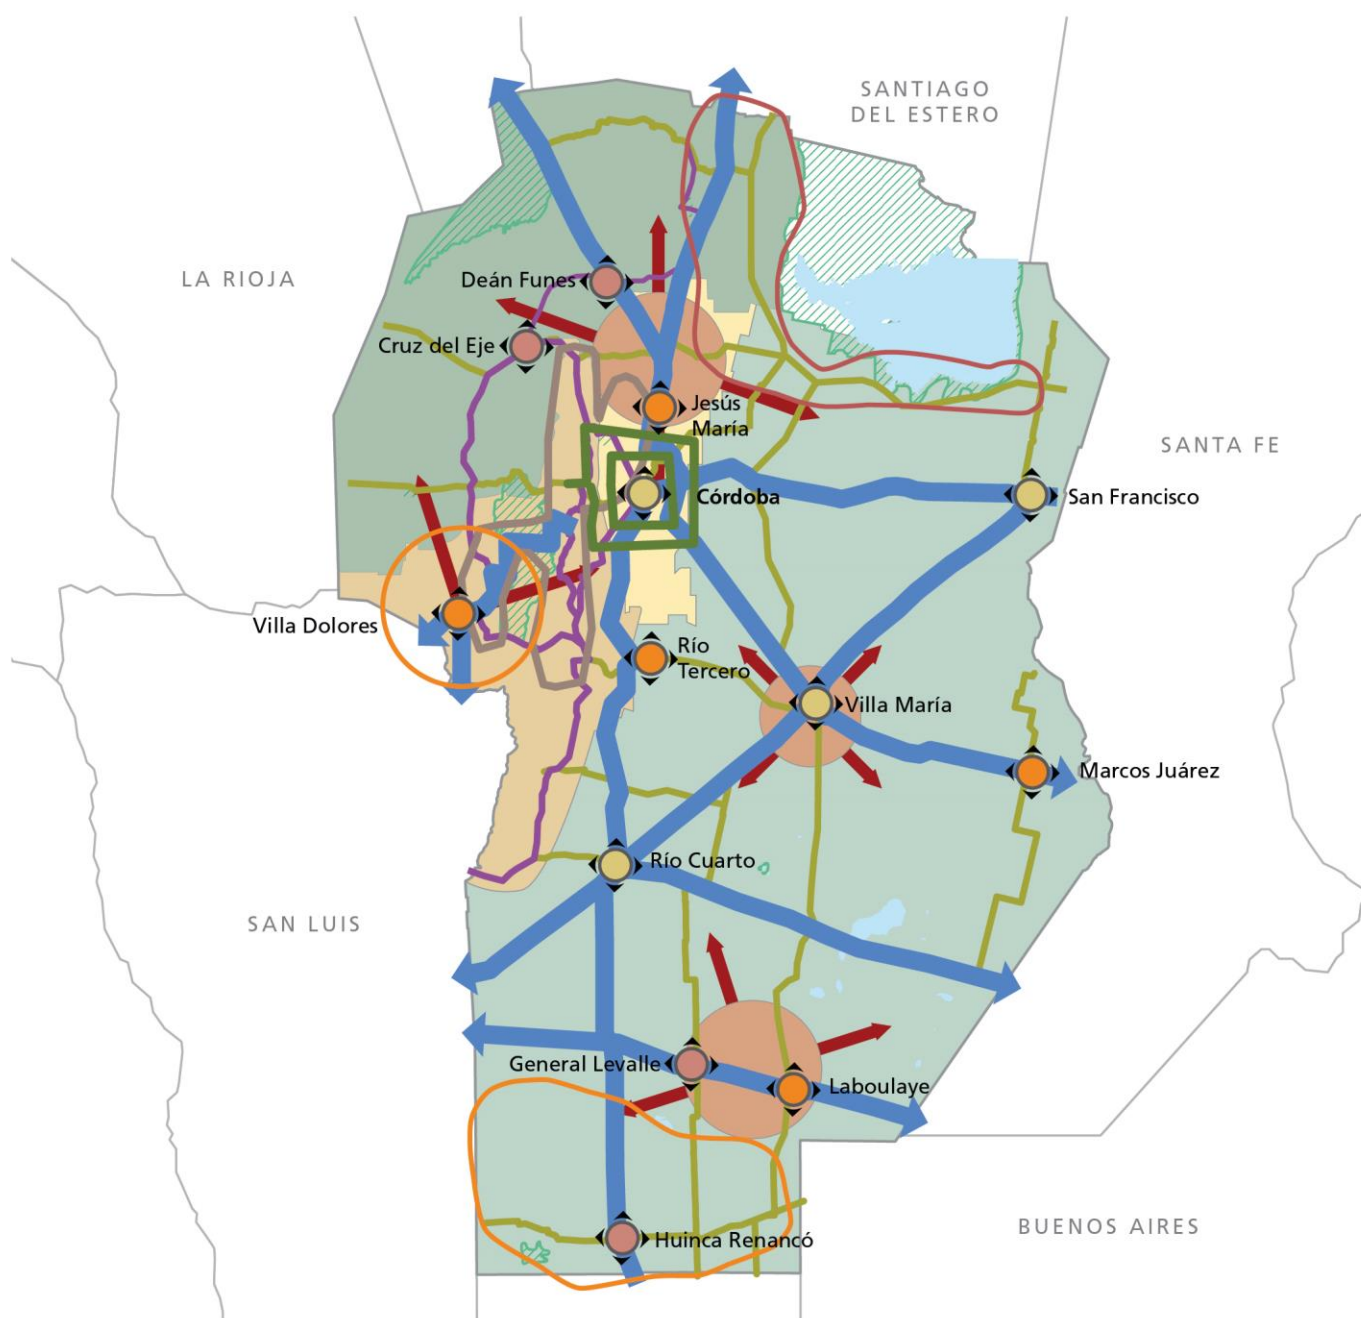 SANTIAGO
DEL ESTERO
LA RIOJA
Deán Funes
Cruz del Eje
Jesús
María
SANTA FE
Córdoba
San Francisco
Villa Dolores
Río
Tercero
Villa María
Marcos Juárez
Río Cuarto
SAN LUIS
General Levalle
Laboulaye
BUENOS AIRES
Huinca Renancó